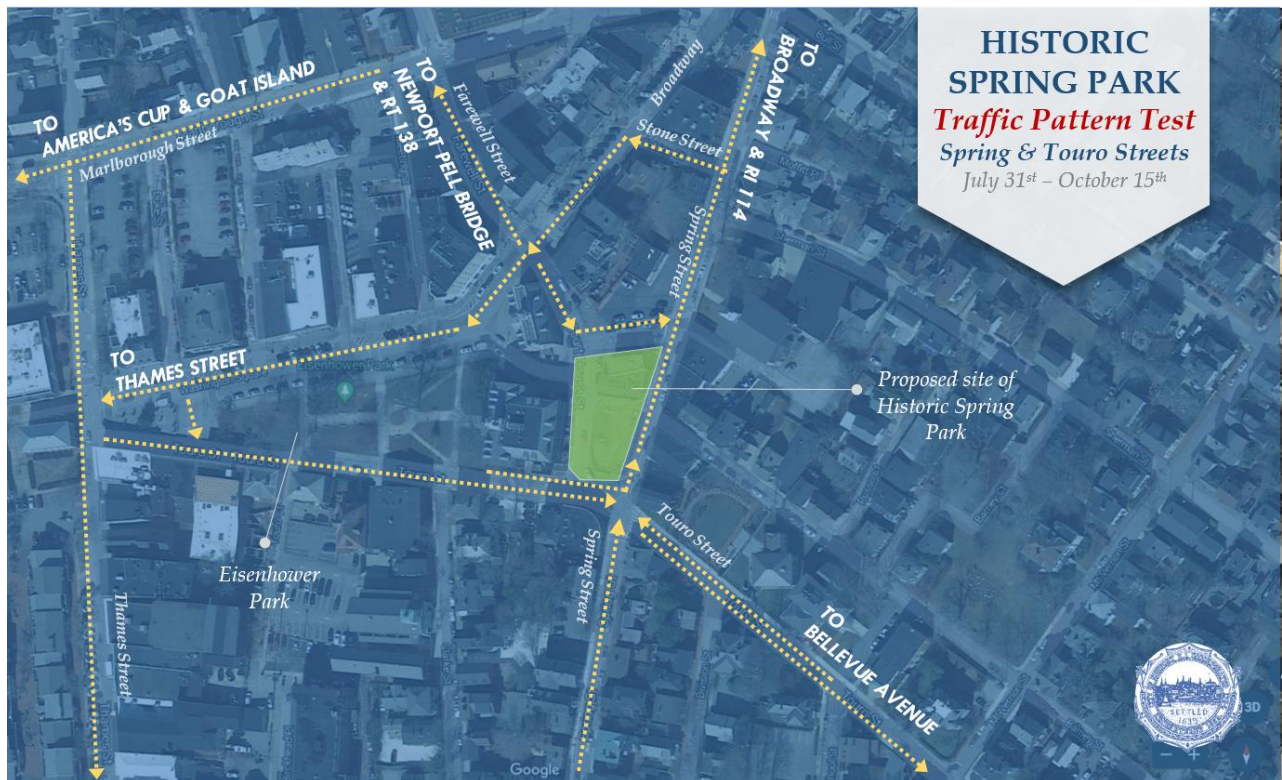 HISTORIC
SPRING PARK
Traffic Pattern Test
Spring & Touro Streets
July 31st – October 15th
TO
AMERICA'S CUP & GOAT ISLAND
Marlborough Street
TO
NEWPORT PELL BRIDGE
& RT 138
Farewell Street
Broadway
Stone Street
TO
BROADWAY & RI 114
Spring Street
TO
THAMES STREET
Eisenhower Park
Proposed site of
Historic Spring
Park
Eisenhower
Park
Touro Street
Spring Street
Thames Street
TO
BELLEVUE AVENUE
SETTLED
1639
3D
Google